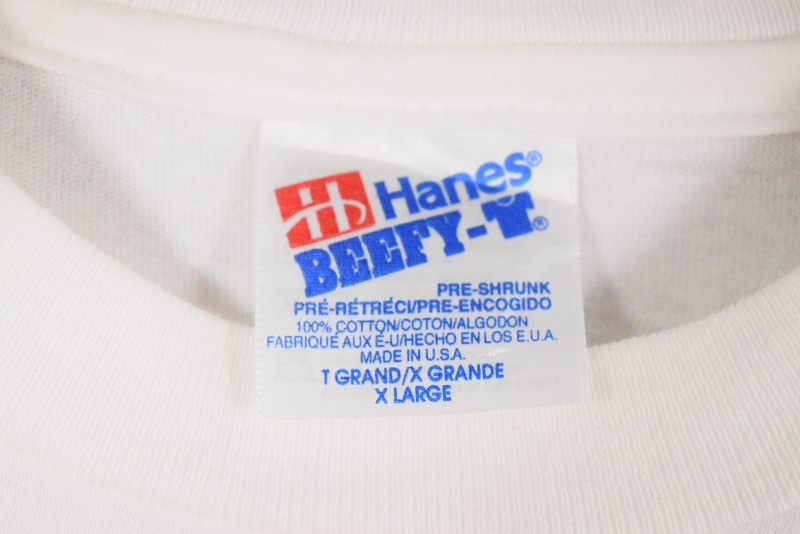 H Hanes®
BEEFY-T®
PRE-SHRUNK
PRÉ-RÉTRÉCI/PRE-ENCOGIDO
100% COTTON/COTON/ALGODON
FABRIQUÉ AUX É-U/HECHO EN LOS E.U.A.
MADE IN U.S.A.
T GRAND/X GRANDE
X LARGE